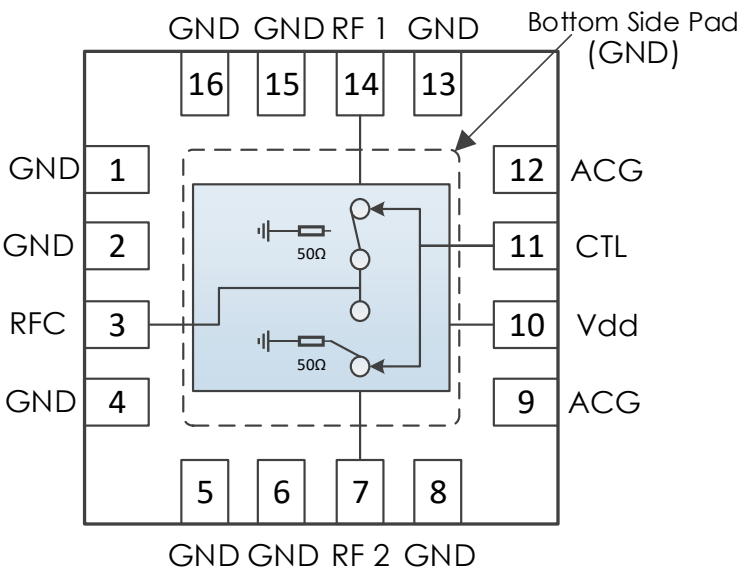 Bottom Side Pad
(GND)
GND GND RF 1 GND
16 15 14 13
GND 1
12 ACG
50Ω
GND 2
11 CTL
RFC 3
10 Vdd
50Ω
GND 4
9 ACG
5 6 7 8
GND GND RF 2 GND